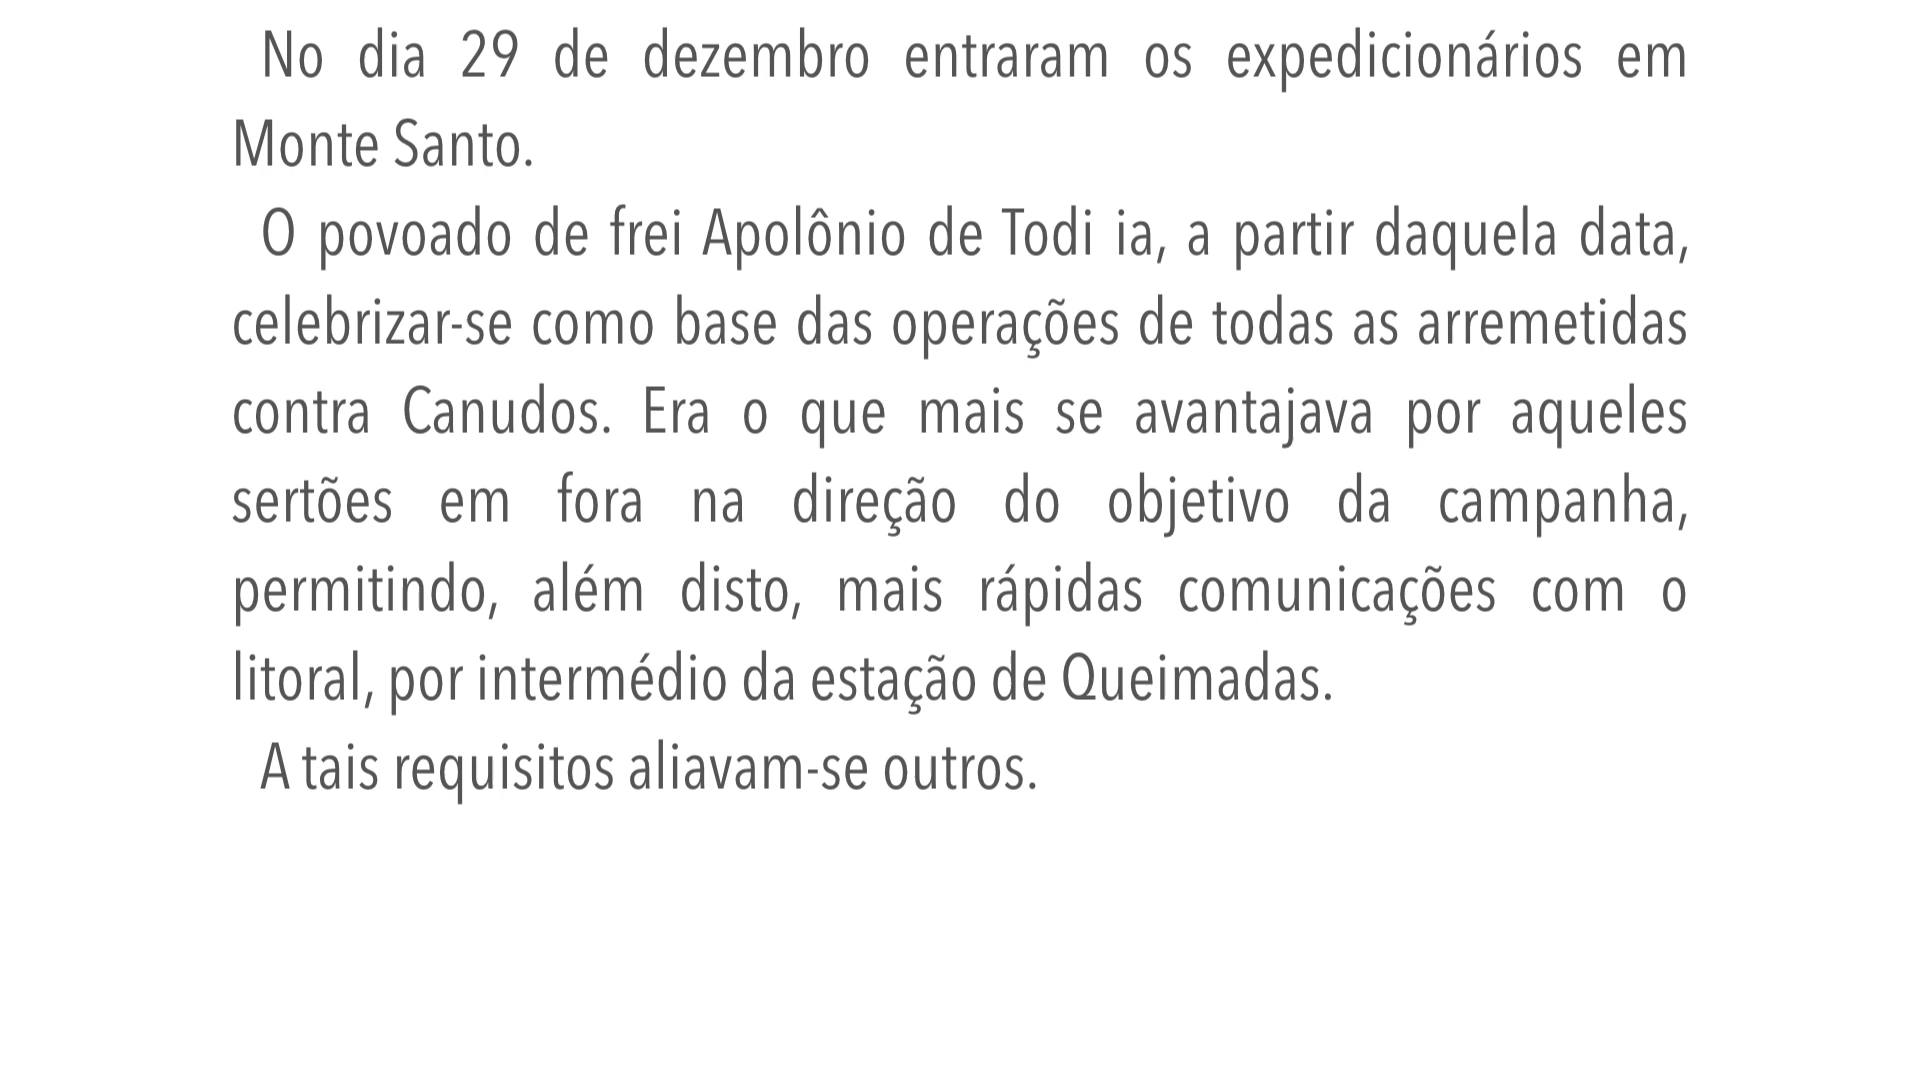 No dia 29 de dezembro entraram os expedicionários em
Monte Santo.
O povoado de frei Apolônio de Todi ia, a partir daquela data,
celebrizar-se como base das operações de todas as arremetidas
contra Canudos. Era o que mais se avantajava por aqueles
sertões em fora na direção do objetivo da campanha,
permitindo, além disto, mais rápidas comunicações com o
litoral, por intermédio da estação de Queimadas.
A tais requisitos aliavam-se outros.